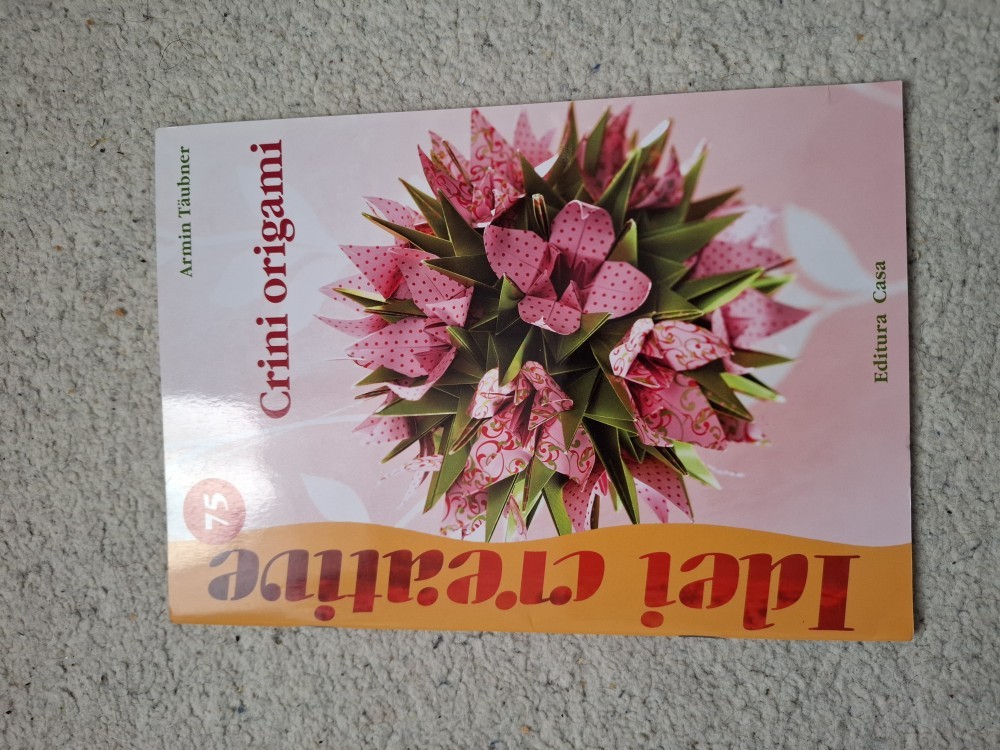 Armin Täubner
Crini origami
75
Idei creative
Editura Casa